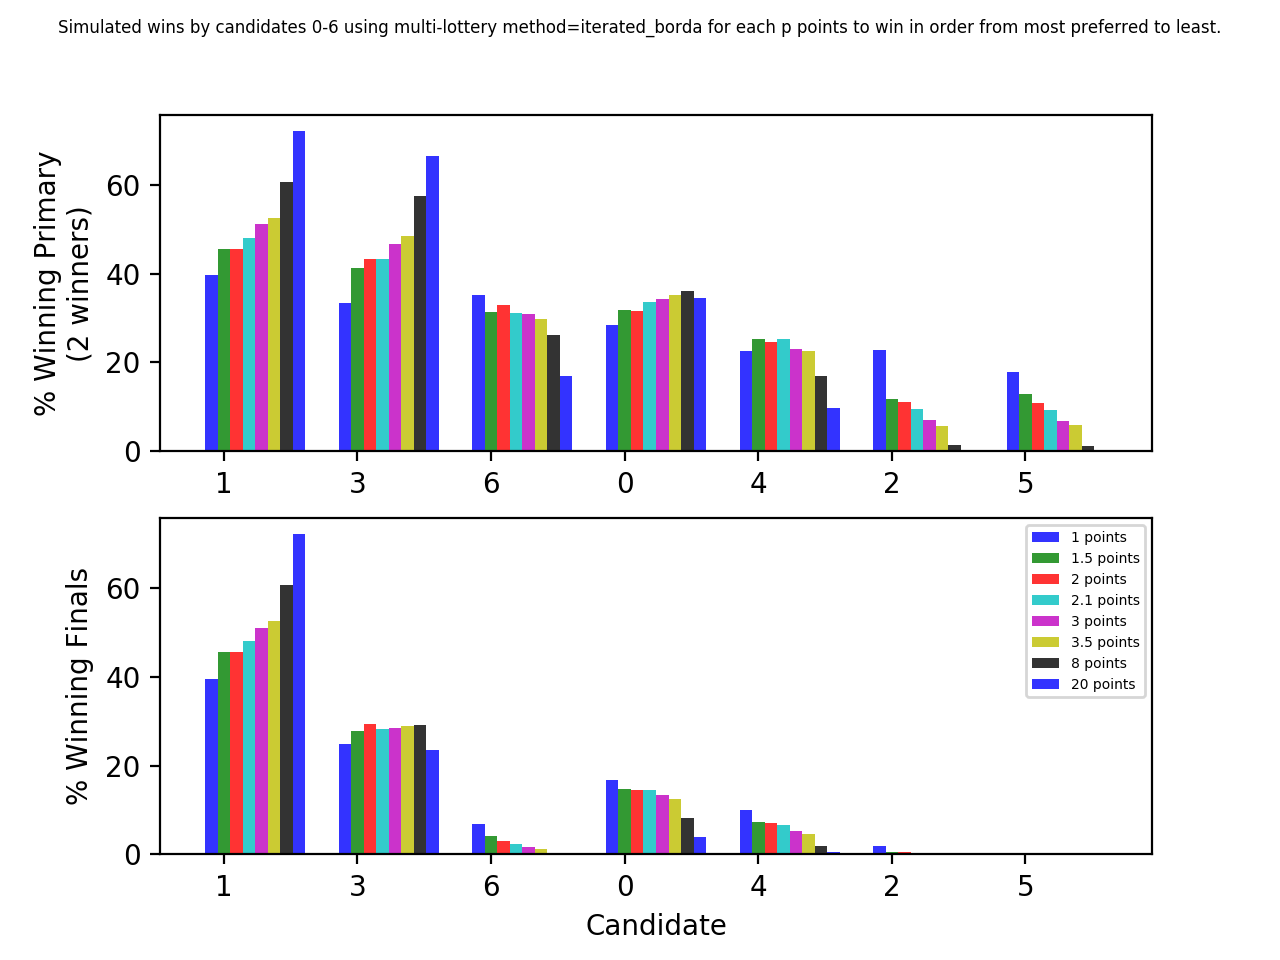 Simulated wins by candidates 0-6 using multi-lottery method=iterated_borda for each p points to win in order from most preferred to least.
% Winning Primary
(2 winners)
60
40
20
0
1 3 6 0 4 2 5
% Winning Finals
60
40
20
0
1 3 6 0 4 2 5
Candidate
1 points
1.5 points
2 points
2.1 points
3 points
3.5 points
8 points
20 points